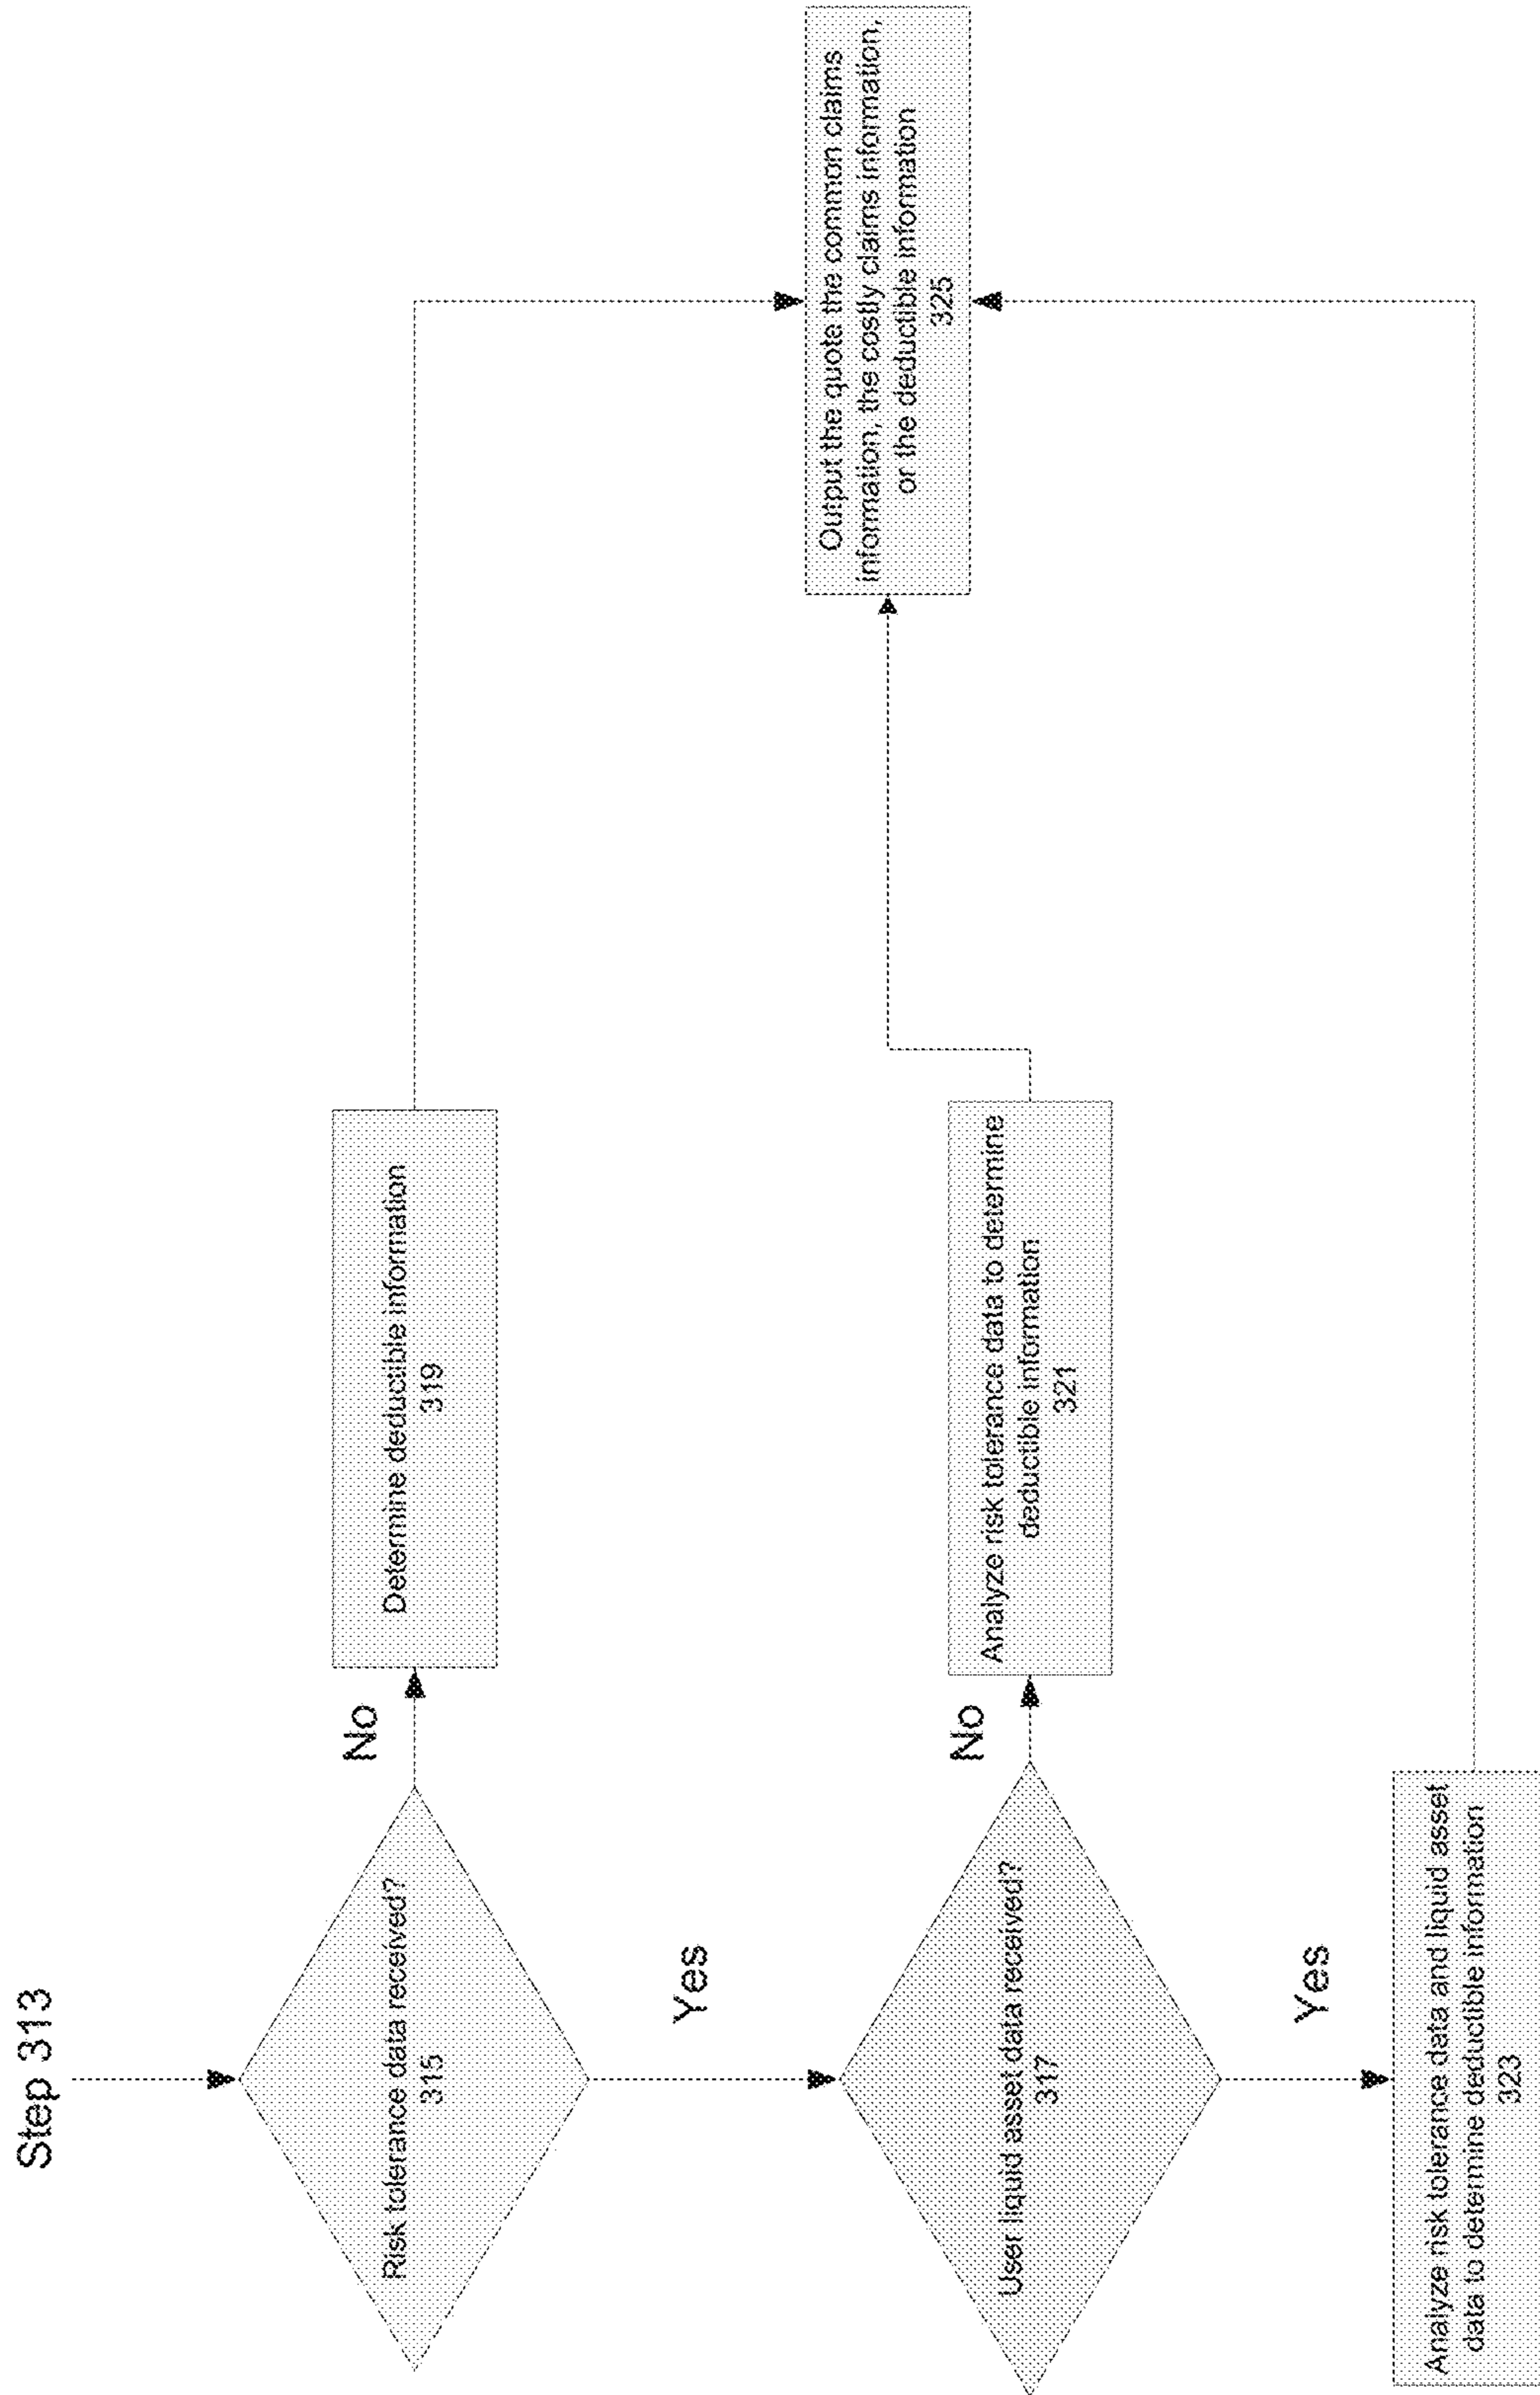 Step 313
Risk tolerance data received?
315
No
Determine deductible information
319
Yes
User liquid asset data received?
317
No
Analyze risk tolerance data to determine
deductible information
321
Yes
Analyze risk tolerance data and liquid asset
data to determine deductible information
323
Output the quote the common claims
information, the costly claims information,
or the deductible information
325